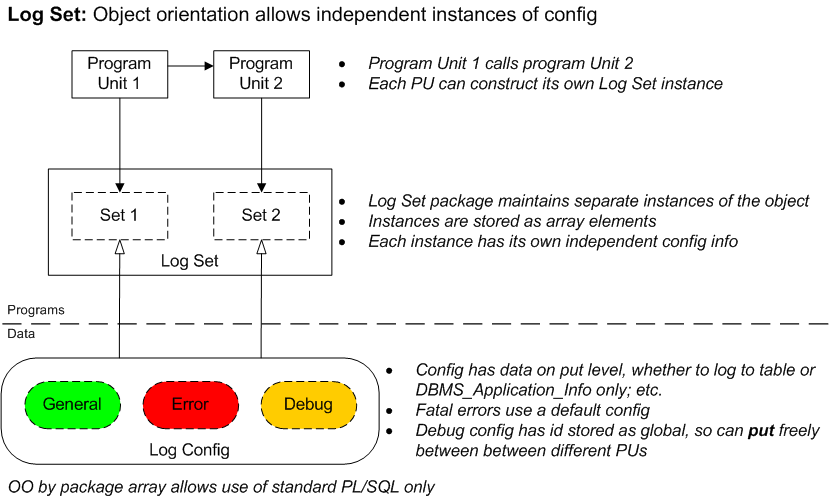 Log Set: Object orientation allows independent instances of config
Program
Unit 1
Program
Unit 2
• Program Unit 1 calls program Unit 2
• Each PU can construct its own Log Set instance
Set 1
Set 2
Log Set
• Log Set package maintains separate instances of the object
• Instances are stored as array elements
• Each instance has its own independent config info
Programs
Data
General
Error
Debug
Log Config
• Config has data on put level, whether to log to table or
DBMS_Application_Info only; etc.
• Fatal errors use a default config
• Debug config has id stored as global, so can put freely
between between different PUs
OO by package array allows use of standard PL/SQL only